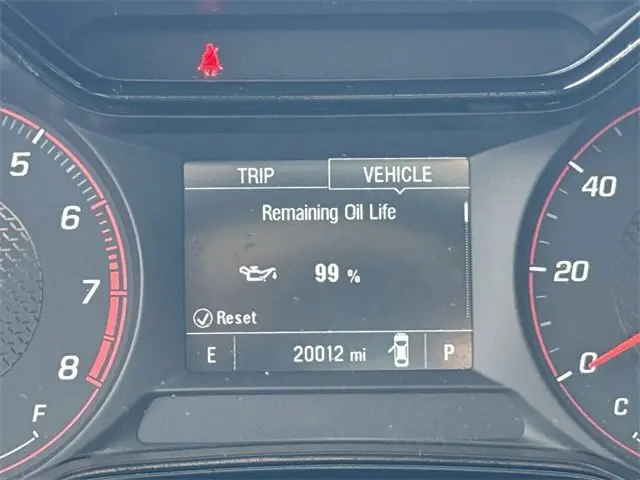 TRIP VEHICLE
Remaining Oil Life
99 %
Reset
E 20012 mi P
5
6
7
8
F
40
20
0
C